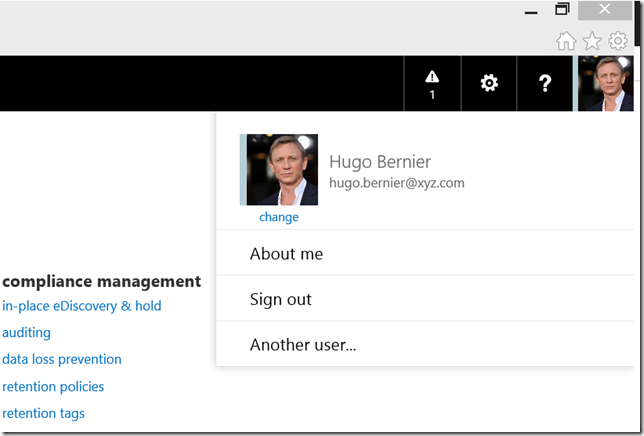 1
?
Hugo Bernier
hugo.bernier@xyz.com
change
About me
Sign out
Another user...
compliance management
in-place eDiscovery & hold
auditing
data loss prevention
retention policies
retention tags